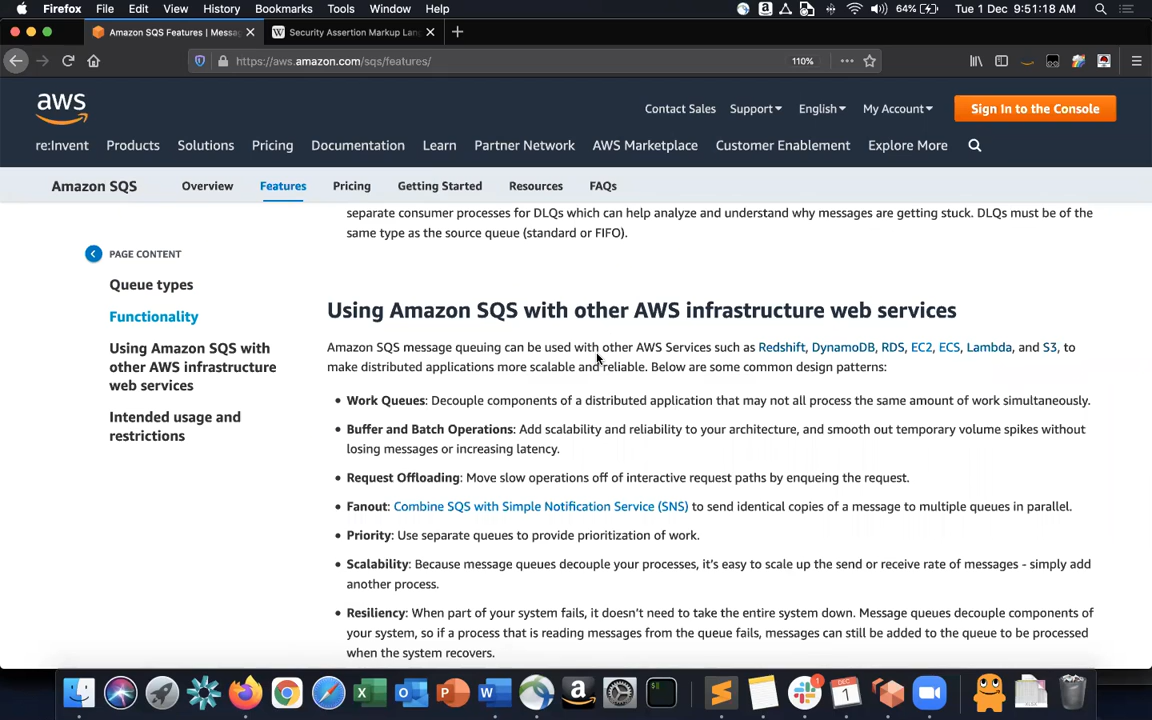 Firefox File Edit View History Bookmarks Tools Window Help 64% Tue 1 Dec 9:51:18 AM
Amazon SQS Features | Messa Security Assertion Markup Lan
https://aws.amazon.com/sqs/features/ 110%
aws
Contact Sales Support English My Account Sign In to the Console
re:Invent Products Solutions Pricing Documentation Learn Partner Network AWS Marketplace Customer Enablement Explore More
Amazon SQS Overview Features Pricing Getting Started Resources FAQs
separate consumer processes for DLQs which can help analyze and understand why messages are getting stuck. DLQs must be of the
same type as the source queue (standard or FIFO).
PAGE CONTENT
Queue types
Functionality
Using Amazon SQS with
other AWS infrastructure
web services
Intended usage and
restrictions
Using Amazon SQS with other AWS infrastructure web services
Amazon SQS message queuing can be used with other AWS Services such as Redshift, DynamoDB, RDS, EC2, ECS, Lambda, and S3, to
make distributed applications more scalable and reliable. Below are some common design patterns:
• Work Queues: Decouple components of a distributed application that may not all process the same amount of work simultaneously.
• Buffer and Batch Operations: Add scalability and reliability to your architecture, and smooth out temporary volume spikes without
losing messages or increasing latency.
• Request Offloading: Move slow operations off of interactive request paths by enqueing the request.
• Fanout: Combine SQS with Simple Notification Service (SNS) to send identical copies of a message to multiple queues in parallel.
• Priority: Use separate queues to provide prioritization of work.
• Scalability: Because message queues decouple your processes, it's easy to scale up the send or receive rate of messages - simply add
another process.
• Resiliency: When part of your system fails, it doesn't need to take the entire system down. Message queues decouple components of
your system, so if a process that is reading messages from the queue fails, messages can still be added to the queue to be processed
when the system recovers.